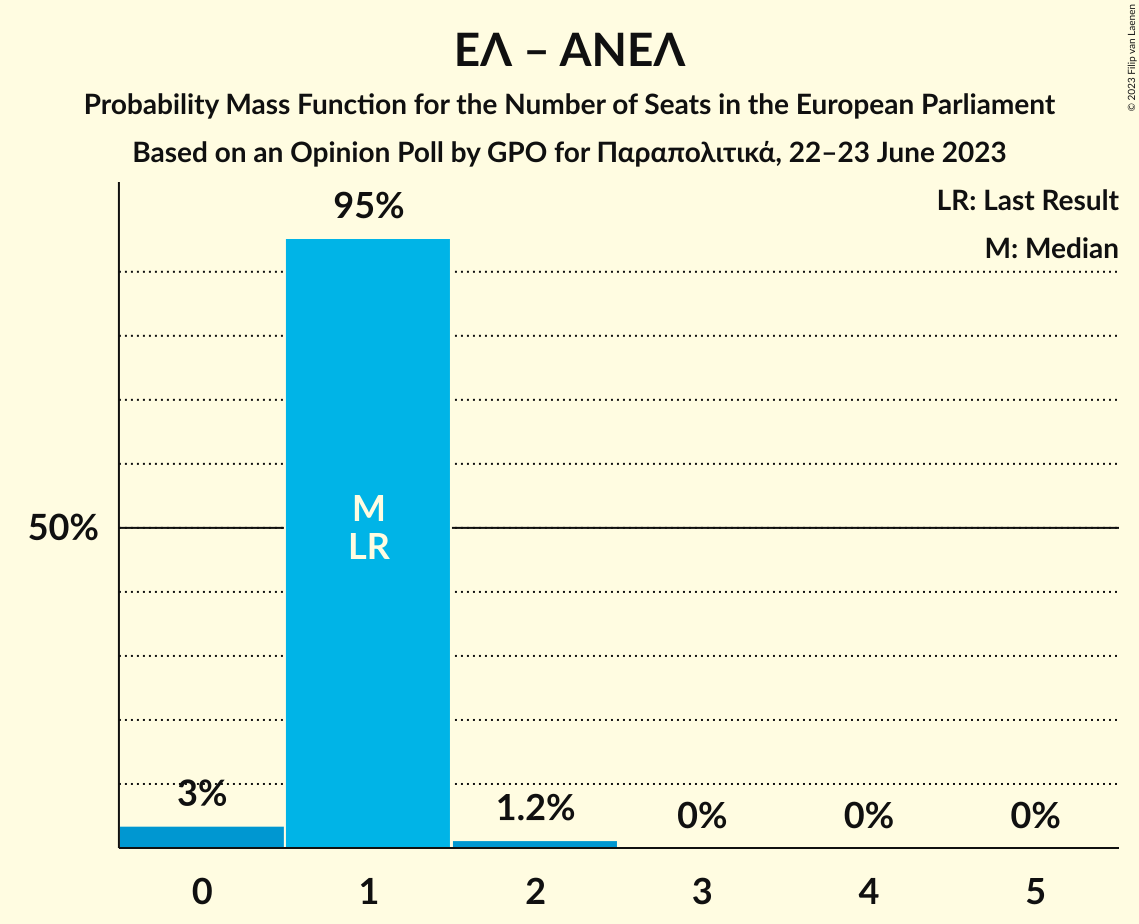 ΕΛ – ΑΝΕΛ
Probability Mass Function for the Number of Seats in the European Parliament
Based on an Opinion Poll by GPO for Παραπολιτικά, 22–23 June 2023
© 2023 Filip van Laenen
LR: Last Result
M: Median
95%
M
LR
50%
3%
1.2%
0%
0%
0%
0
1
2
3
4
5